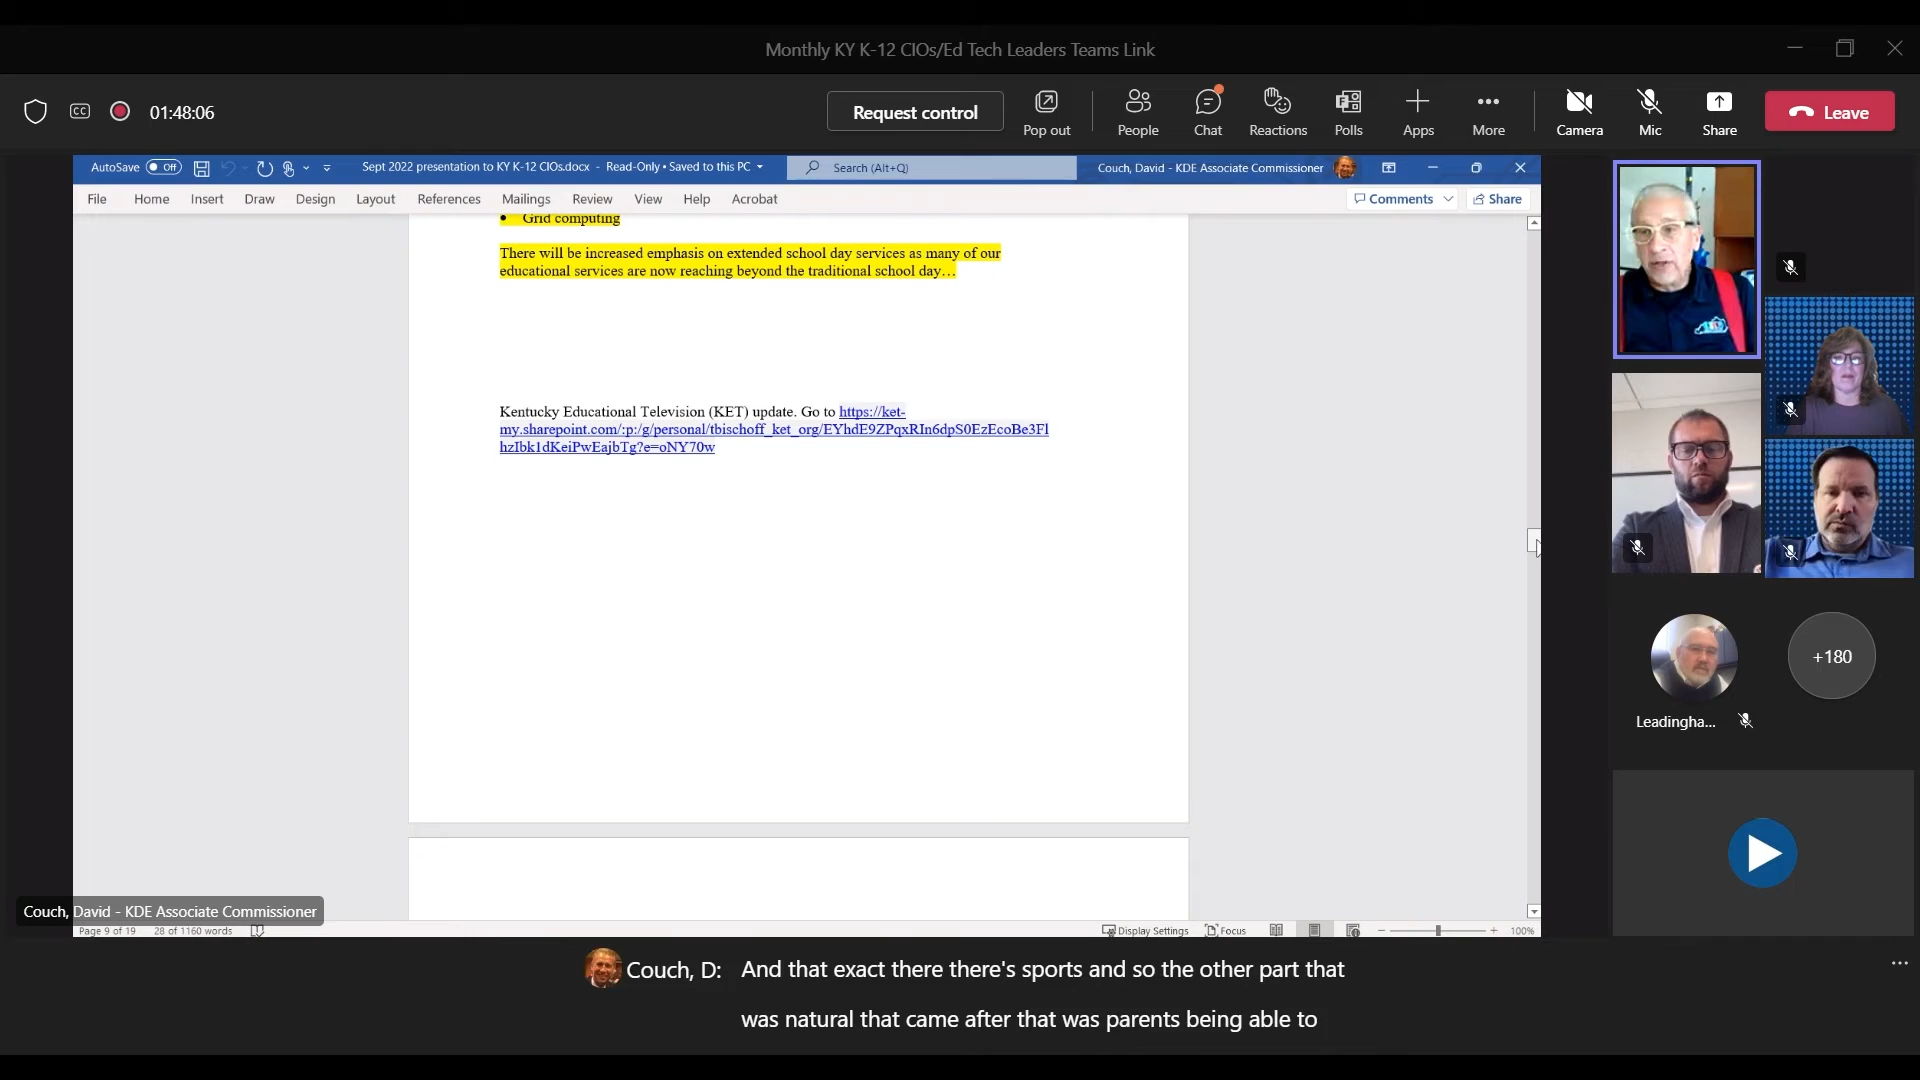 Monthly KY K-12 CIOs/Ed Tech Leaders Teams Link
CC
01:48:06
Request control
Pop out
People
Chat
Reactions
Polls
Apps
More
Camera
Mic
Share
Leave
AutoSave Off
Sept 2022 presentation to KY K-12 CIOs.docx - Read-Only • Saved to this PC
Search (Alt+Q)
Couch, David - KDE Associate Commissioner
File Home Insert Draw Design Layout References Mailings Review View Help Acrobat
Comments
Share
• Grid computing
There will be increased emphasis on extended school day services as many of our
educational services are now reaching beyond the traditional school day…
Kentucky Educational Television (KET) update. Go to https://ket-
my.sharepoint.com/:p:/g/personal/tbischoff_ket_org/EYhdE9ZPqxRIn6dpS0EzEcoBe3Fl
hzIbk1dKeiPwEajbTg?e=oNY70w
+180
Leadingha...
Couch, David - KDE Associate Commissioner
Page 9 of 19 28 of 1160 words
Display Settings
Focus
100%
Couch, D: And that exact there there's sports and so the other part that
was natural that came after that was parents being able to